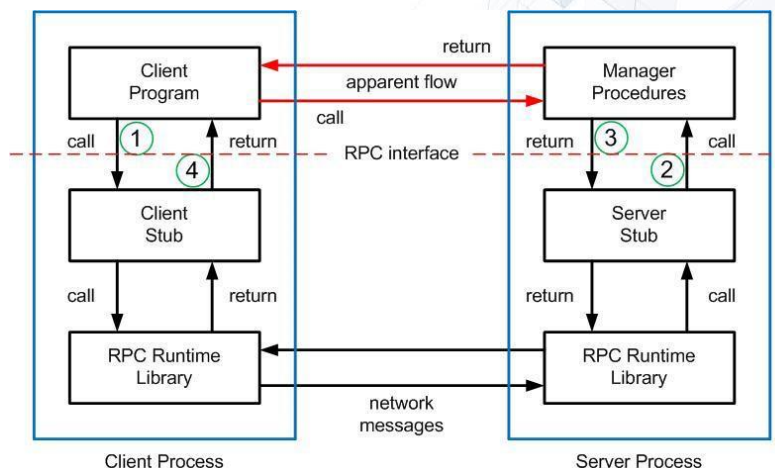 return
Client
Program
apparent flow
Manager
Procedures
call
call
1
return
return
3
call
RPC interface
4
2
Client
Stub
Server
Stub
call
return
return
call
RPC Runtime
Library
RPC Runtime
Library
network
messages
Client Process
Server Process